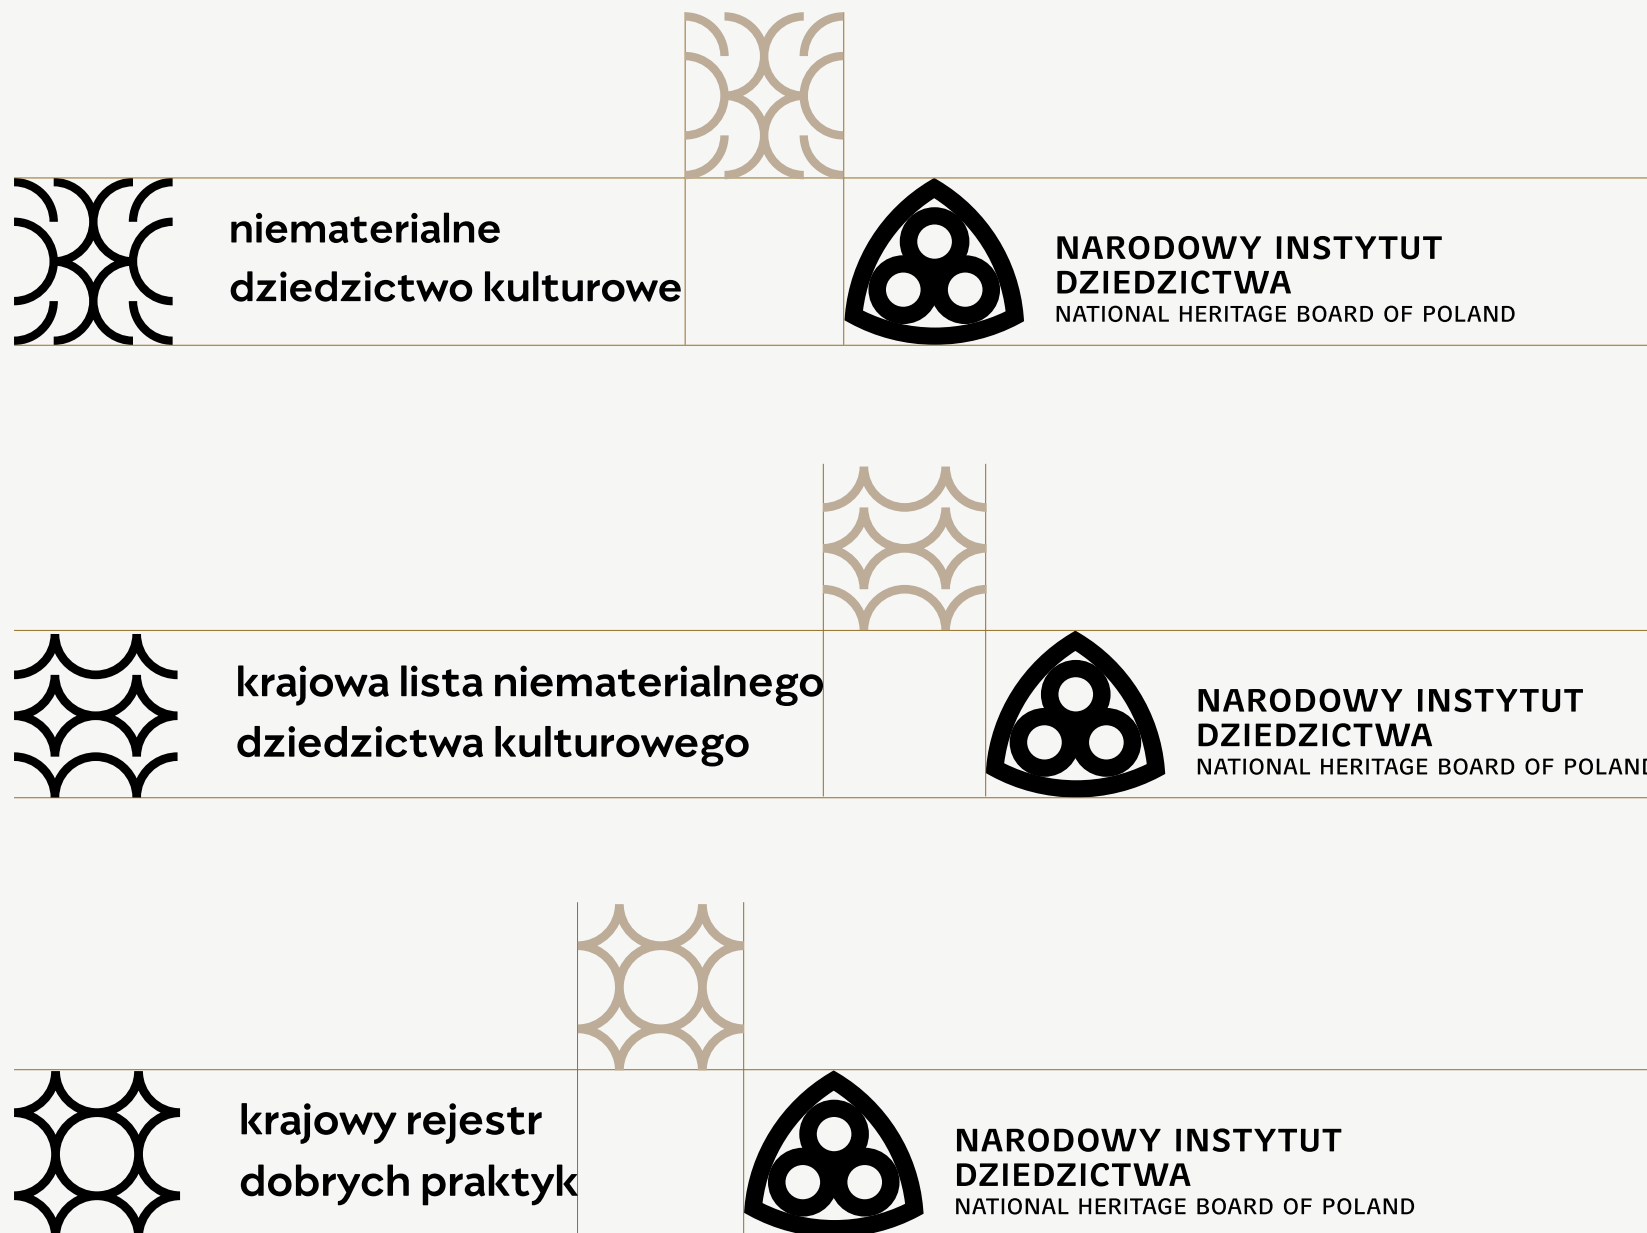 niematerialne
dziedzictwo kulturowe
NARODOWY INSTYTUT
DZIEDZICTWA
NATIONAL HERITAGE BOARD OF POLAND
krajowa lista niematerialnego
dziedzictwa kulturowego
NARODOWY INSTYTUT
DZIEDZICTWA
NATIONAL HERITAGE BOARD OF POLAND
krajowy rejestr
dobrych praktyk
NARODOWY INSTYTUT
DZIEDZICTWA
NATIONAL HERITAGE BOARD OF POLAND